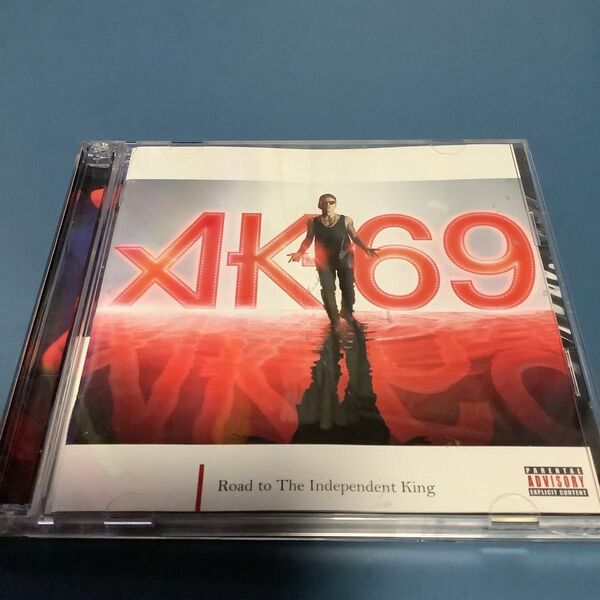 AK69
Road to The Independent King
PARENTAL
ADVISORY
EXPLICIT CONTENT